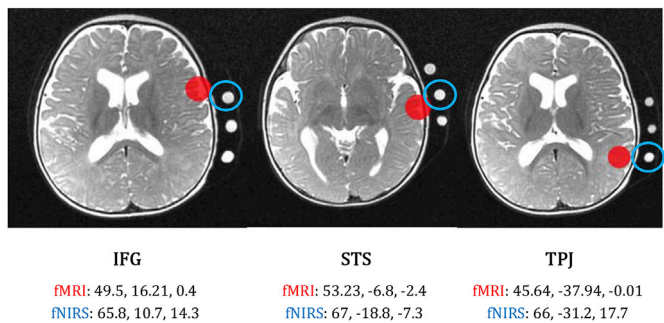 IFG STS TPJ
fMRI: 49.5, 16.21, 0.4 fMRI: 53.23, -6.8, -2.4 fMRI: 45.64, -37.94, -0.01
fNIRS: 65.8, 10.7, 14.3 fNIRS: 67, -18.8, -7.3 fNIRS: 66, -31.2, 17.7